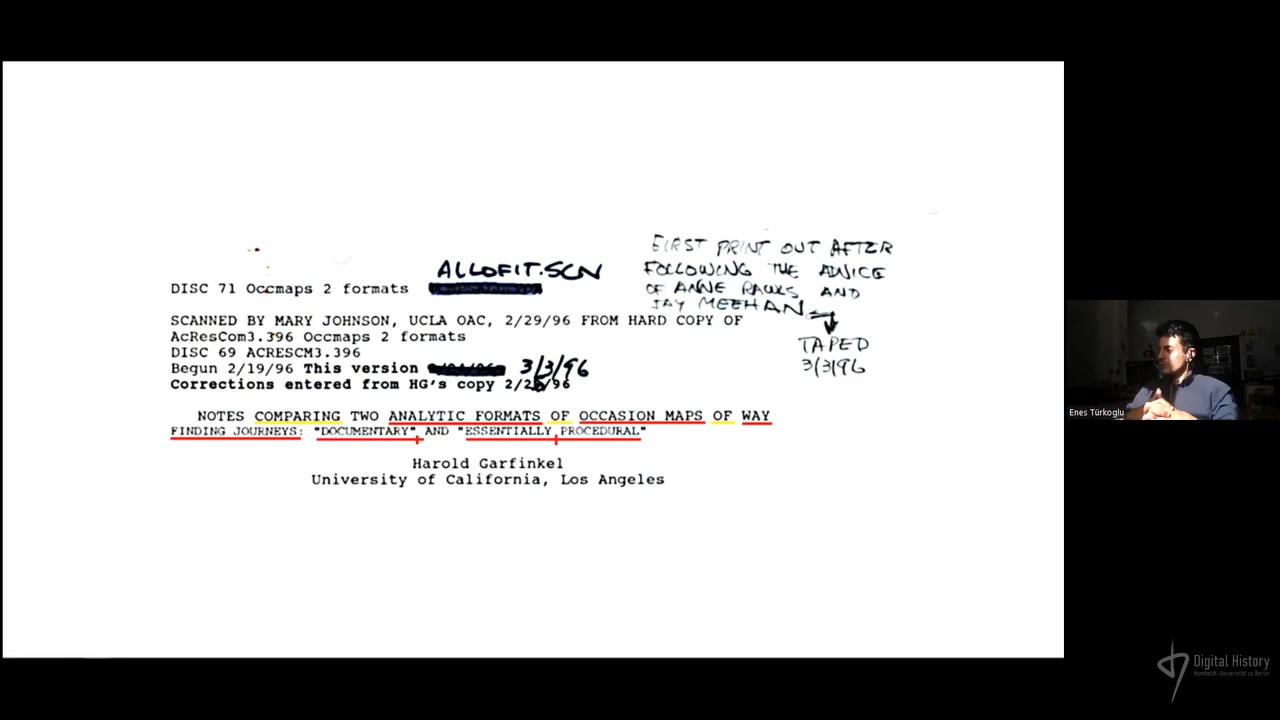 FIRST PRINT OUT AFTER
FOLLOWING THE ADVICE
OF ANNE RAWLS AND
JAY MEEHAN
TAPED
3/3/96
ALLOFIT.SCN
DISC 71 Occmaps 2 formats
SCANNED BY MARY JOHNSON, UCLA OAC, 2/29/96 FROM HARD COPY OF
AcResCom3.396 Occmaps 2 formats
DISC 69 ACRESCM3.396
Begun 2/19/96 This version 3/3/96
Corrections entered from HG's copy
NOTES COMPARING TWO ANALYTIC FORMATS OF OCCASION MAPS OF WAY
FINDING JOURNEYS: "DOCUMENTARY" AND "ESSENTIALLY PROCEDURAL"
Harold Garfinkel
University of California, Los Angeles
Enes Türkoglu
Digital History
Humboldt-Universität zu Berlin